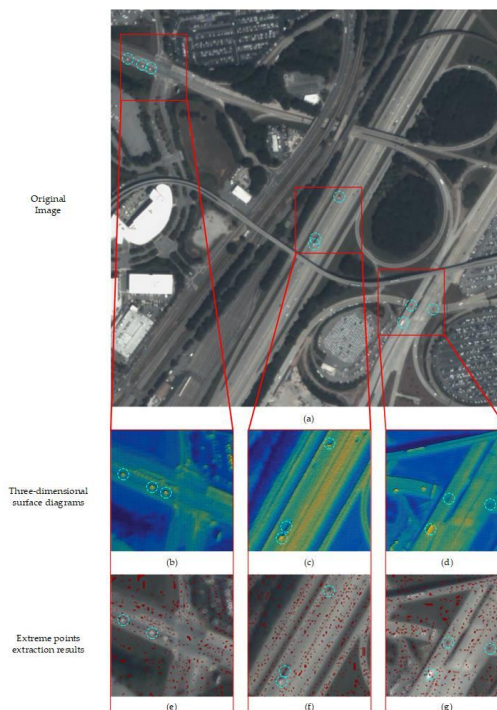 Original
Image
(a)
Three-dimensional
surface diagrams
(b) (c) (d)
Extreme points
extraction results
(e) (f) (g)